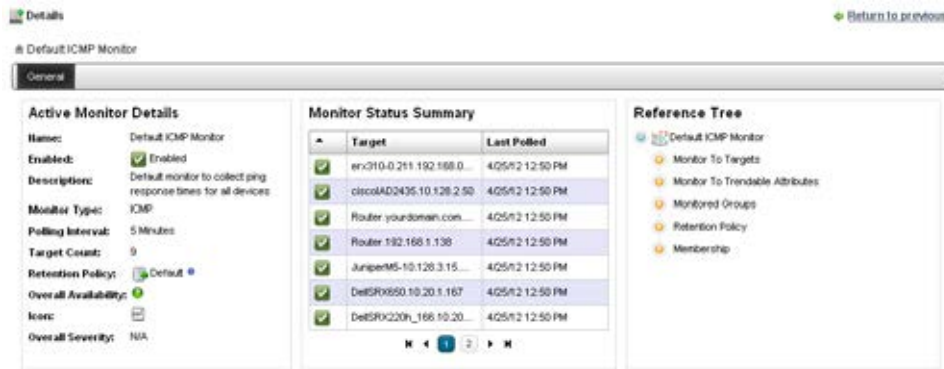 Details
Return to previous
Default ICMP Monitor
General
Active Monitor Details
Name: Default ICMP Monitor
Enabled: Enabled
Description: Default monitor to collect ping
response times for all devices
Monitor Type: ICMP
Polling Interval: 5 Minutes
Target Count: 9
Retention Policy: Default
Overall Availability:
Icon:
Overall Severity: N/A
Monitor Status Summary
Target Last Polled
erx310-0.211.192.168.0... 4/25/12 12:50 PM
ciscoIAD2435.10.128.2.50 4/25/12 12:50 PM
Router.yourdomain.com.... 4/25/12 12:50 PM
Router.192.168.1.138 4/25/12 12:50 PM
JuniperM5-10.128.3.15.... 4/25/12 12:50 PM
DellSRX650.10.20.1.167 4/25/12 12:50 PM
DellSRX220h_166.10.20... 4/25/12 12:50 PM
1 2
Reference Tree
Default ICMP Monitor
Monitor To Targets
Monitor To Trendable Attributes
Monitored Groups
Retention Policy
Membership